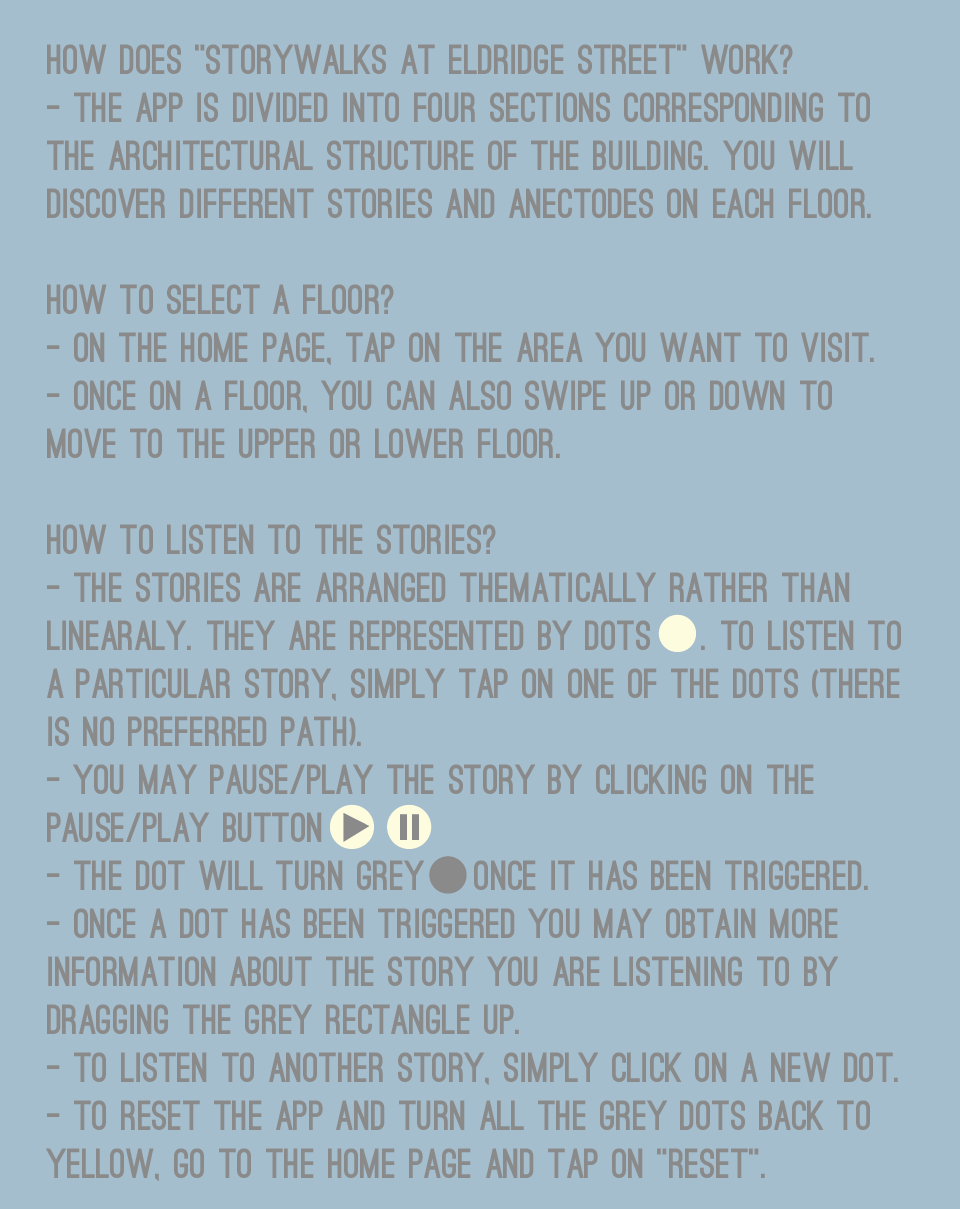 HOW DOES "STORYWALKS AT ELDRIDGE STREET" WORK?
- THE APP IS DIVIDED INTO FOUR SECTIONS CORRESPONDING TO
THE ARCHITECTURAL STRUCTURE OF THE BUILDING. YOU WILL
DISCOVER DIFFERENT STORIES AND ANECTODES ON EACH FLOOR.
HOW TO SELECT A FLOOR?
- ON THE HOME PAGE, TAP ON THE AREA YOU WANT TO VISIT.
- ONCE ON A FLOOR, YOU CAN ALSO SWIPE UP OR DOWN TO
MOVE TO THE UPPER OR LOWER FLOOR.
HOW TO LISTEN TO THE STORIES?
- THE STORIES ARE ARRANGED THEMATICALLY RATHER THAN
LINEARALY. THEY ARE REPRESENTED BY DOTS . TO LISTEN TO
A PARTICULAR STORY, SIMPLY TAP ON ONE OF THE DOTS (THERE
IS NO PREFERRED PATH).
- YOU MAY PAUSE/PLAY THE STORY BY CLICKING ON THE
PAUSE/PLAY BUTTON
- THE DOT WILL TURN GREY ONCE IT HAS BEEN TRIGGERED.
- ONCE A DOT HAS BEEN TRIGGERED YOU MAY OBTAIN MORE
INFORMATION ABOUT THE STORY YOU ARE LISTENING TO BY
DRAGGING THE GREY RECTANGLE UP.
- TO LISTEN TO ANOTHER STORY, SIMPLY CLICK ON A NEW DOT.
- TO RESET THE APP AND TURN ALL THE GREY DOTS BACK TO
YELLOW, GO TO THE HOME PAGE AND TAP ON "RESET".